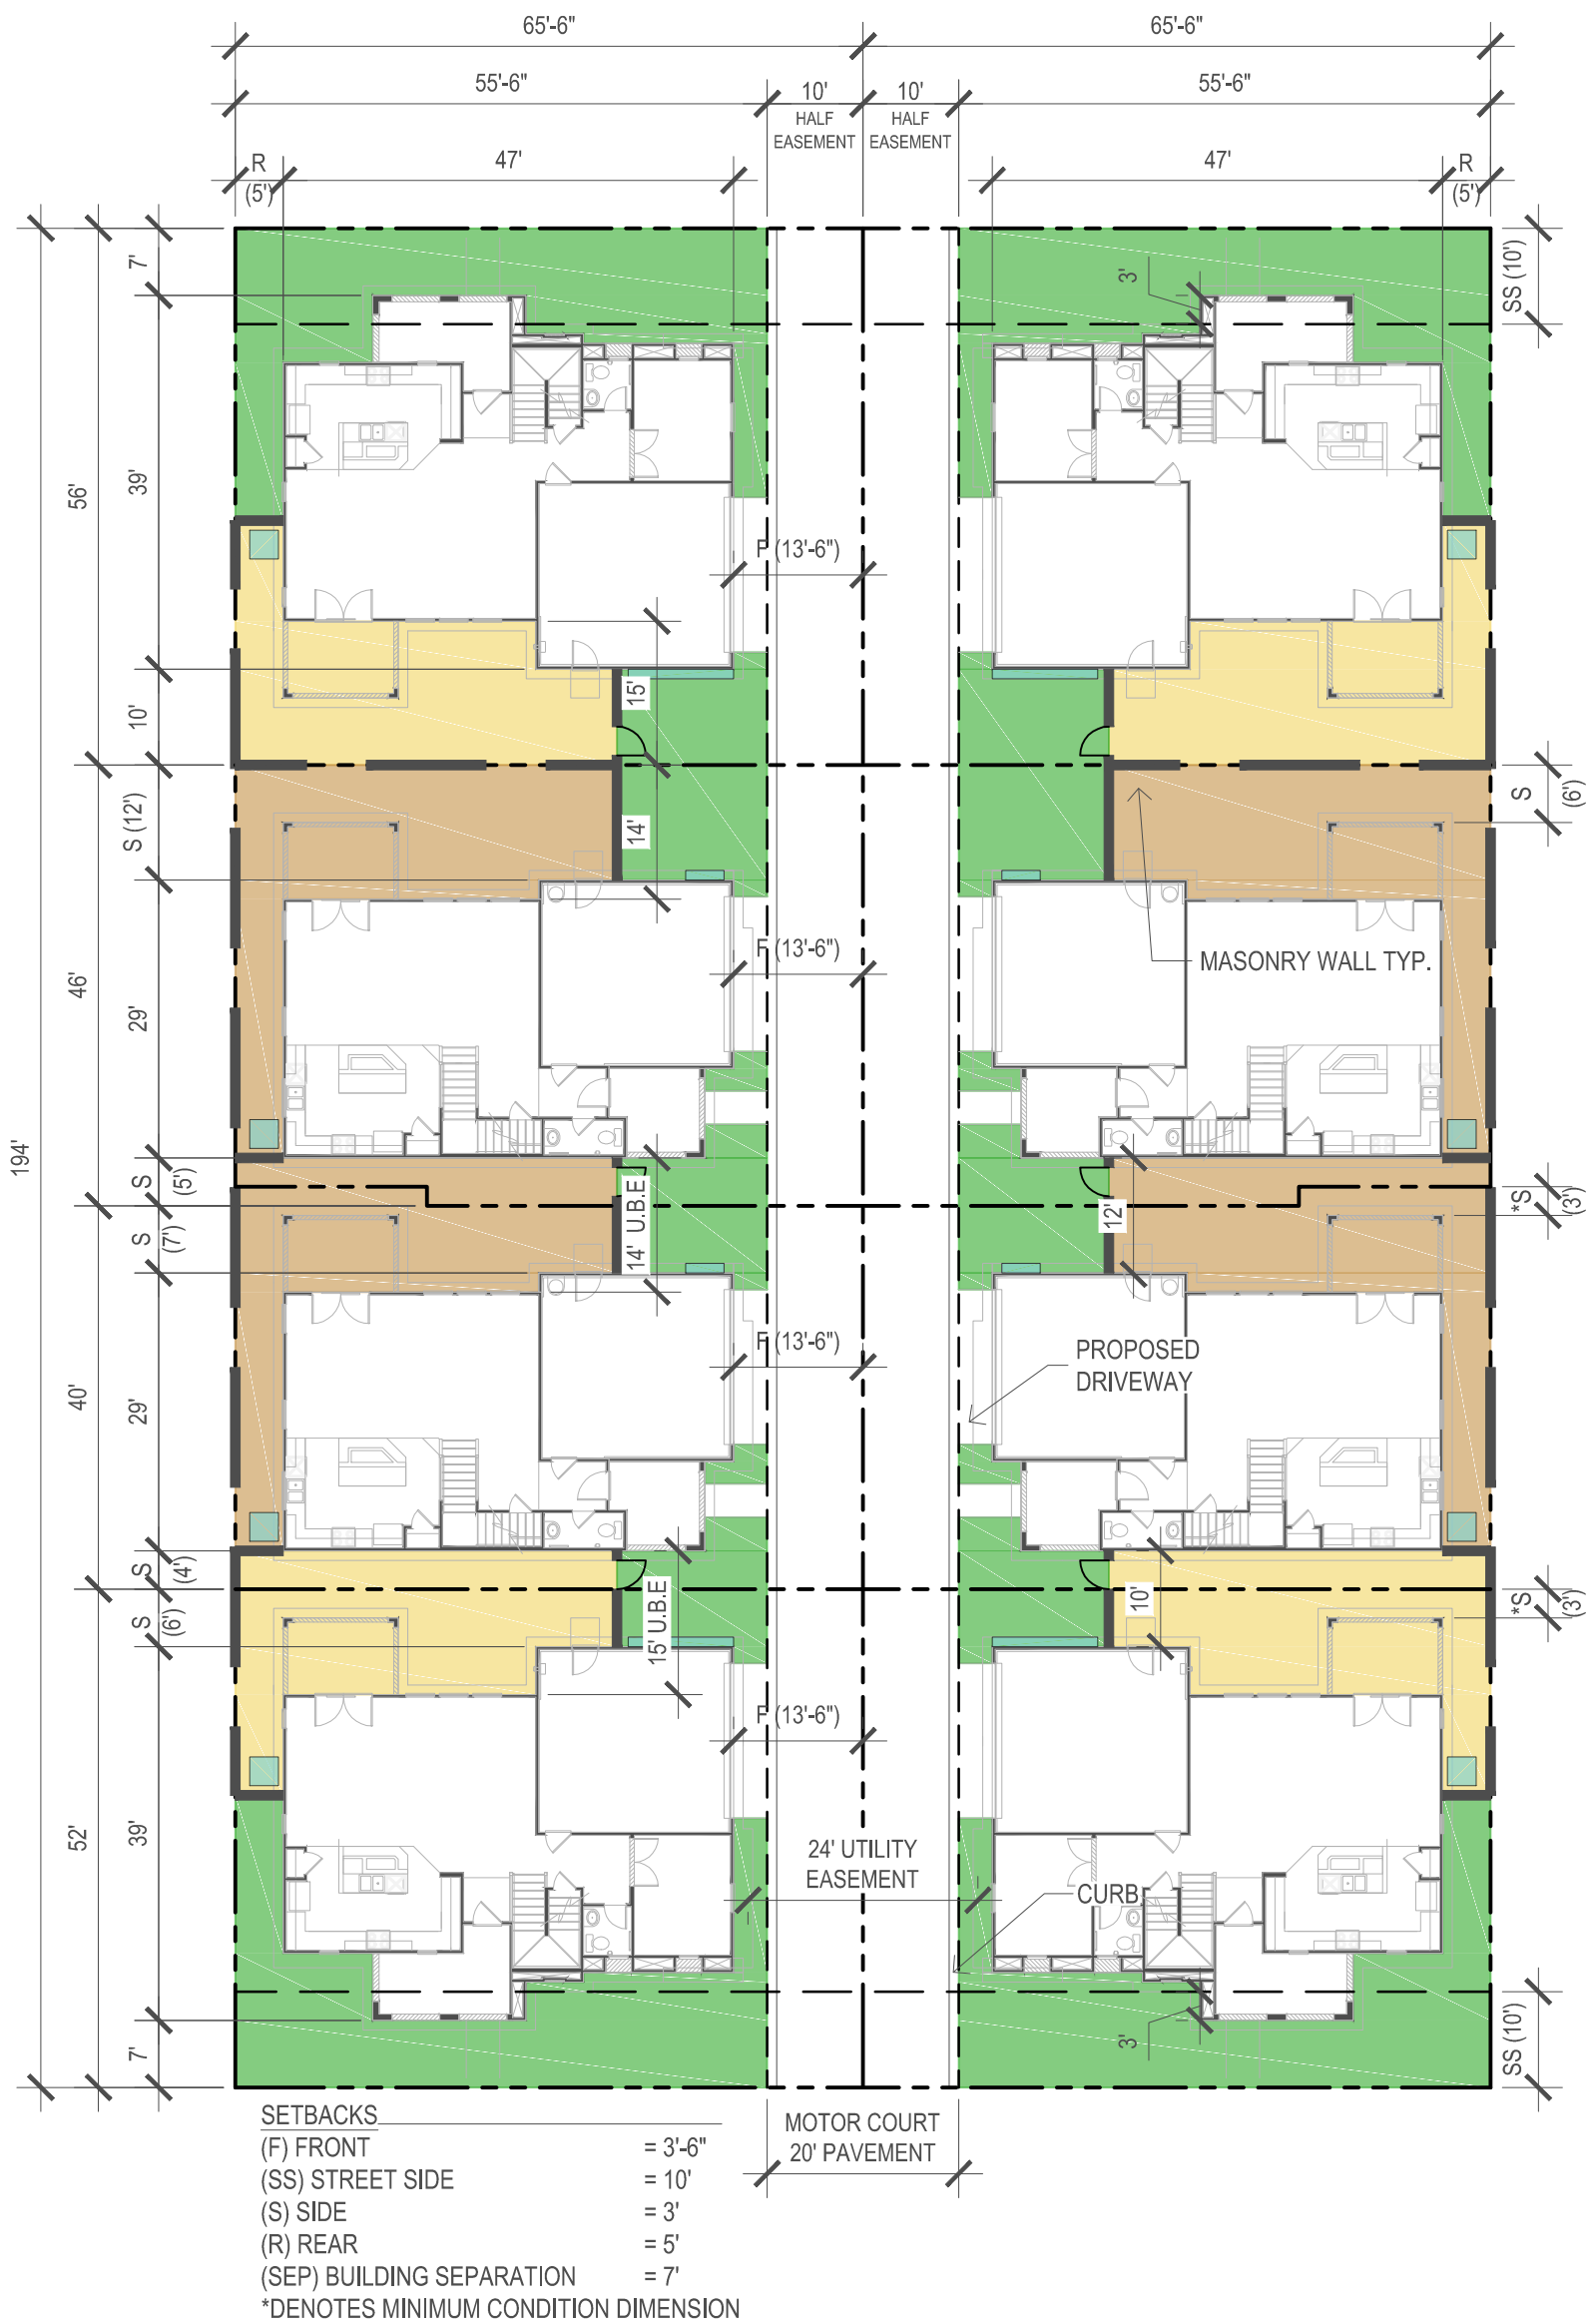 65'-6"
65'-6"
55'-6"
10'
HALF
EASEMENT
10'
HALF
EASEMENT
55'-6"
R
(5')
47'
47'
R
(5')
7'
3'
SS (10')
56'
39'
F (13'-6")
10'
15'
S (12')
14'
S
(6')
MASONRY WALL TYP.
F (13'-6")
46'
29'
194'
S
(5')
14' U.B.E
12'
*S
(3')
S
(7')
F (13'-6")
PROPOSED
DRIVEWAY
40'
29'
S
(4')
S
(6')
15' U.B.E
10'
*S
(3')
F (13'-6")
52'
39'
24' UTILITY
EASEMENT
CURB
7'
3'
SS (10')
MOTOR COURT
20' PAVEMENT
SETBACKS
(F) FRONT = 3'-6"
(SS) STREET SIDE = 10'
(S) SIDE = 3'
(R) REAR = 5'
(SEP) BUILDING SEPARATION = 7'
*DENOTES MINIMUM CONDITION DIMENSION